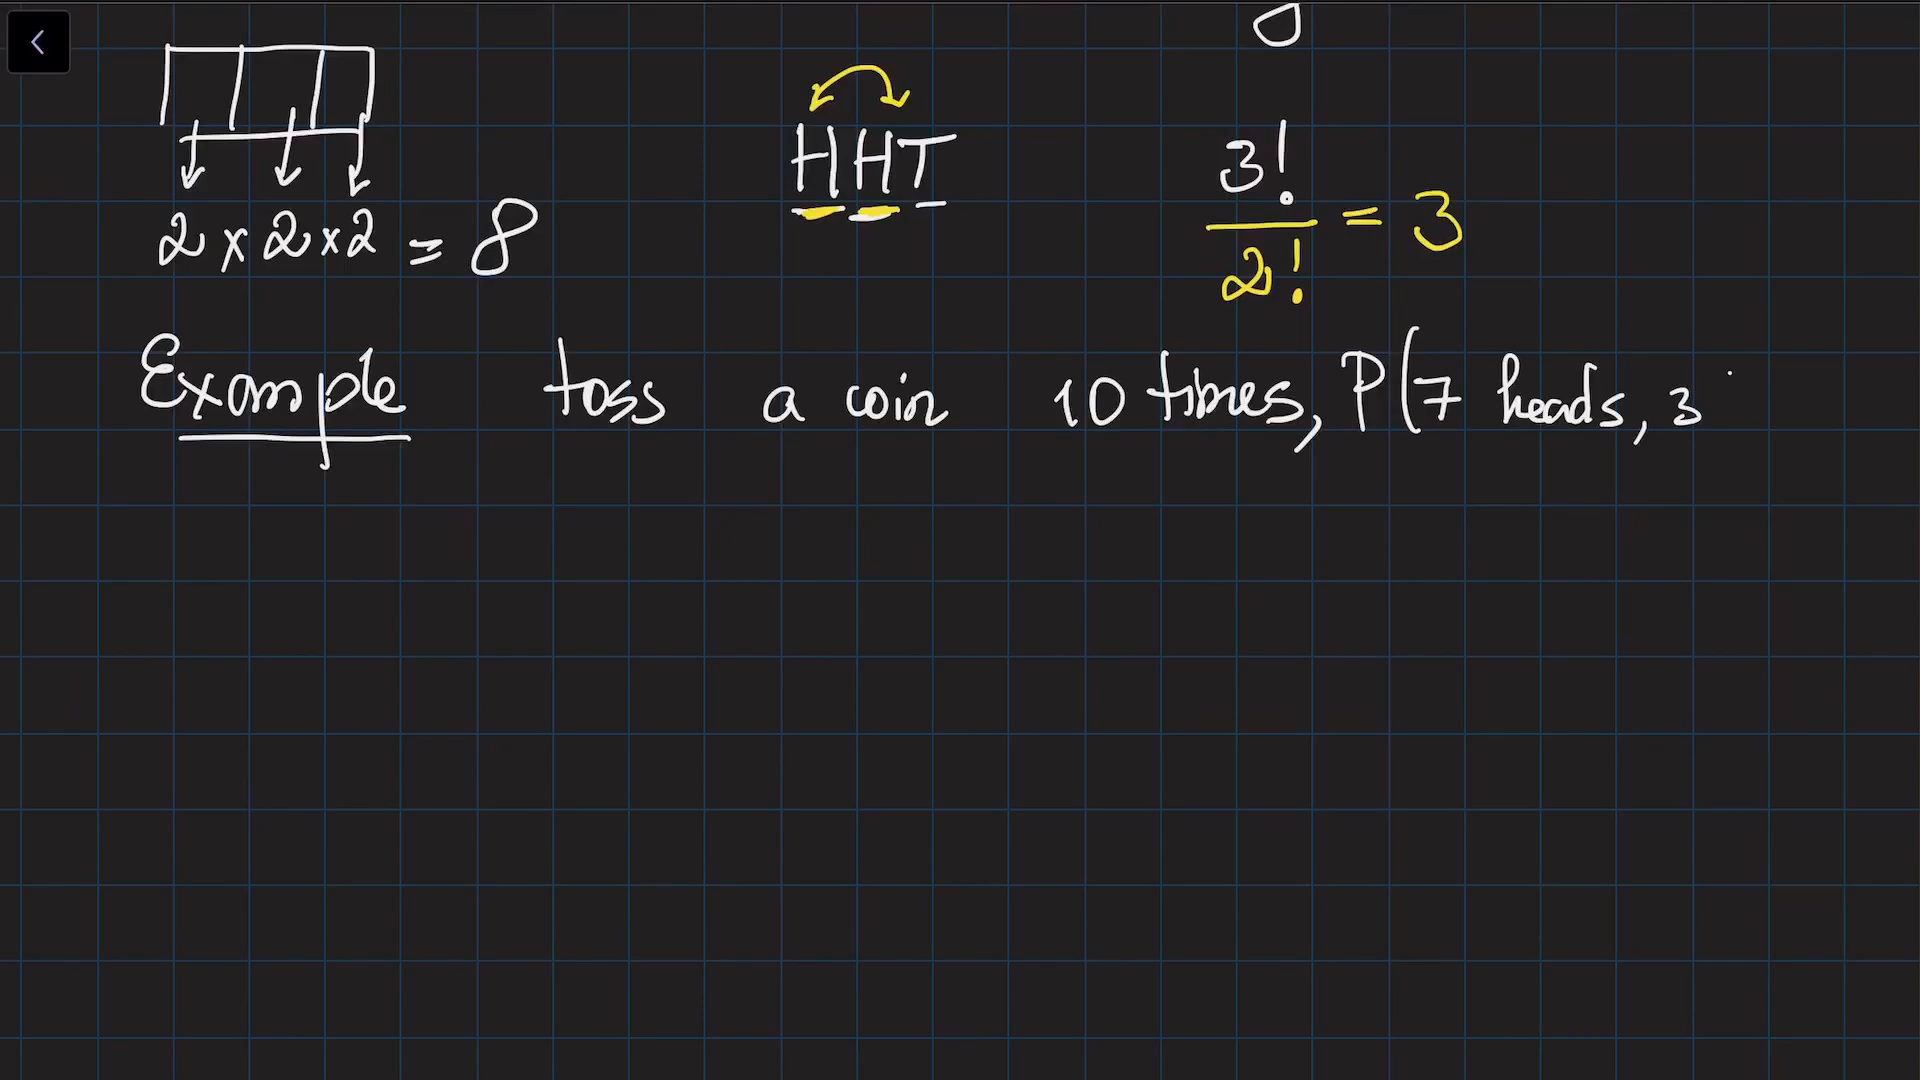 2 x 2 x 2 = 8
HHT
3!
2!
= 3
Example toss a coin 10 times, P(7 heads, 3